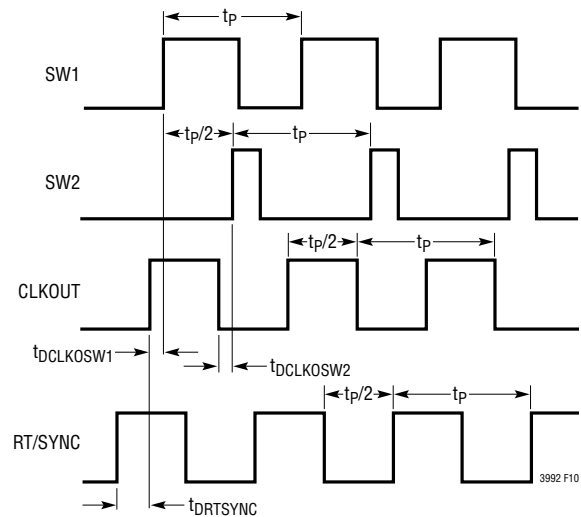 tP
SW1
tP/2
tP
SW2
tP/2
tP
CLKOUT
tDCLKOSW1
tDCLKOSW2
tP/2
tP
RT/SYNC
3992 F10
tDRTSYNC